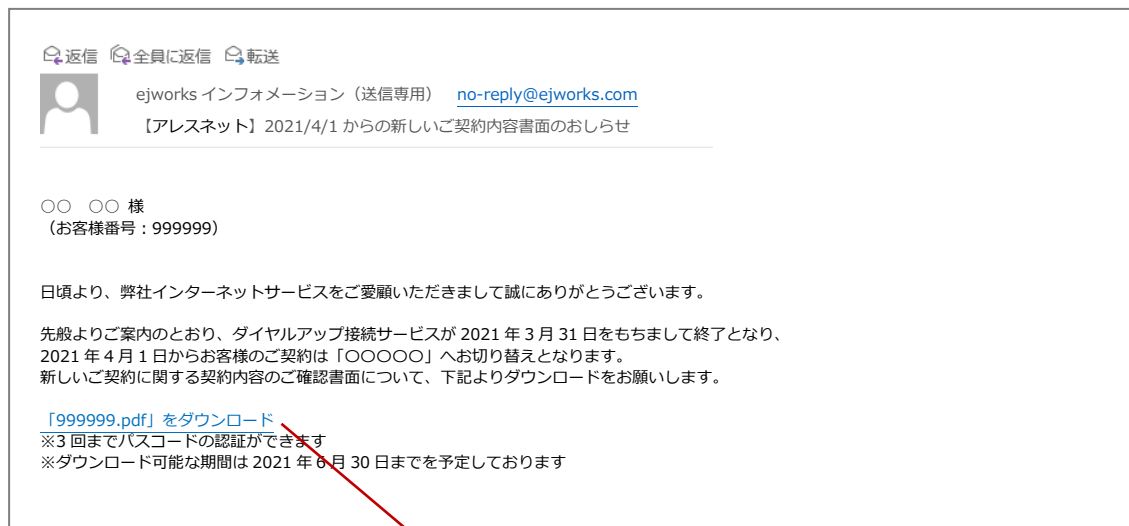 返信 全員に返信 転送
ejworks インフォメーション（送信専用） no-reply@ejworks.com
【アレスネット】2021/4/1 からの新しいご契約内容書面のおしらせ
○○ ○○ 様
（お客様番号：999999）
日頃より、弊社インターネットサービスをご愛顧いただきまして誠にありがとうございます。
先般よりご案内のとおり、ダイヤルアップ接続サービスが 2021 年 3 月 31 日をもちまして終了となり、
2021 年 4 月 1 日からお客様のご契約は「○○○○○」へお切り替えとなります。
新しいご契約に関する契約内容のご確認書面について、下記よりダウンロードをお願いします。
「999999.pdf」をダウンロード
※3 回までパスコードの認証ができます
※ダウンロード可能な期間は 2021 年 6 月 30 日までを予定しております